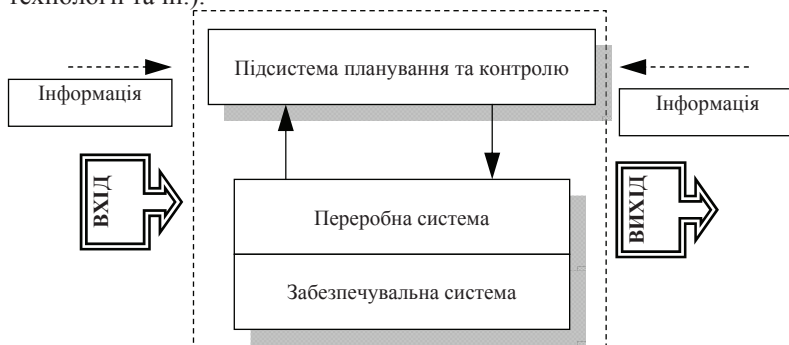 технології та ін.).
Підсистема планування та контролю
Інформація
Інформація
ВХІД
ВИХІД
Переробна система
Забезпечувальна система